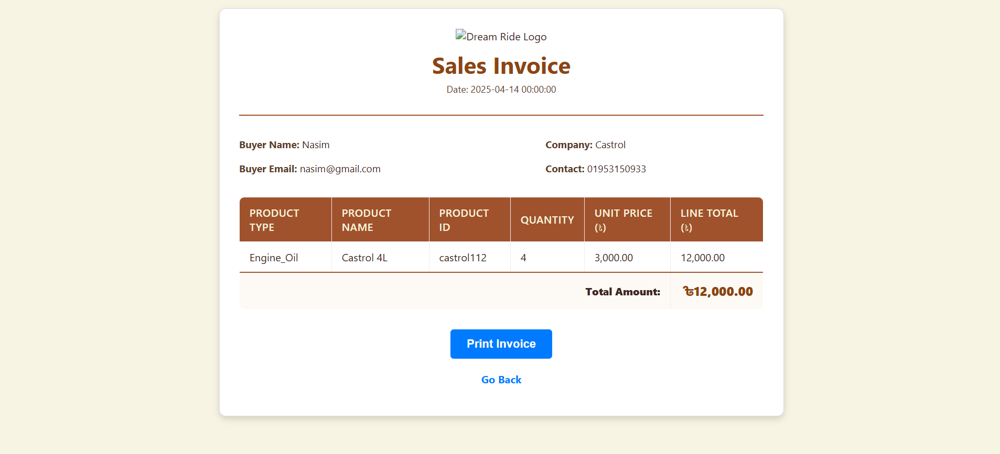 Dream Ride Logo
Sales Invoice
Date: 2025-04-14 00:00:00
Buyer Name: Nasim
Company: Castrol
Buyer Email: nasim@gmail.com
Contact: 01953150933
PRODUCT TYPE PRODUCT NAME PRODUCT ID QUANTITY UNIT PRICE (৳) LINE TOTAL (৳)
Engine_Oil Castrol 4L castrol112 4 3,000.00 12,000.00
Total Amount: ৳12,000.00
Print Invoice
Go Back